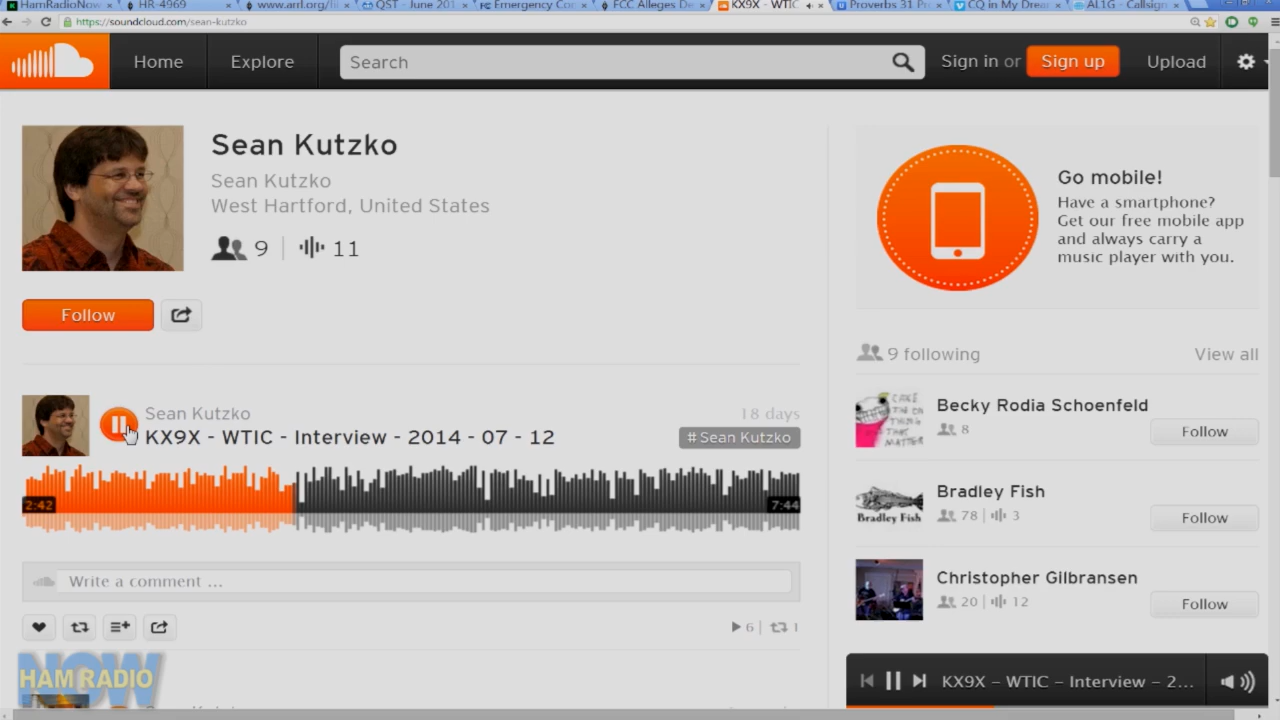 HamRadioNow
HR-4969
www.arrl.org/
QST - June 201
Emergency Coo
FCC Alleges De
KX9X - WTIC -
Proverbs 31 Pr
CQ in My Drea
AL1G - Callsign
https://soundcloud.com/sean-kutzko
Home
Explore
Search
Sign in or
Sign up
Upload
Sean Kutzko
Sean Kutzko
West Hartford, United States
9
11
Follow
Go mobile!
Have a smartphone?
Get our free mobile app
and always carry a
music player with you.
9 following
View all
Sean Kutzko
18 days
KX9X - WTIC - Interview - 2014 - 07 - 12
# Sean Kutzko
2:42
7:44
Write a comment ...
6
1
Becky Rodia Schoenfeld
8
Follow
Bradley Fish
Bradley Fish
78
3
Follow
Christopher Gilbransen
20
12
Follow
NOW
HAM RADIO
KX9X – WTIC – Interview – 2...